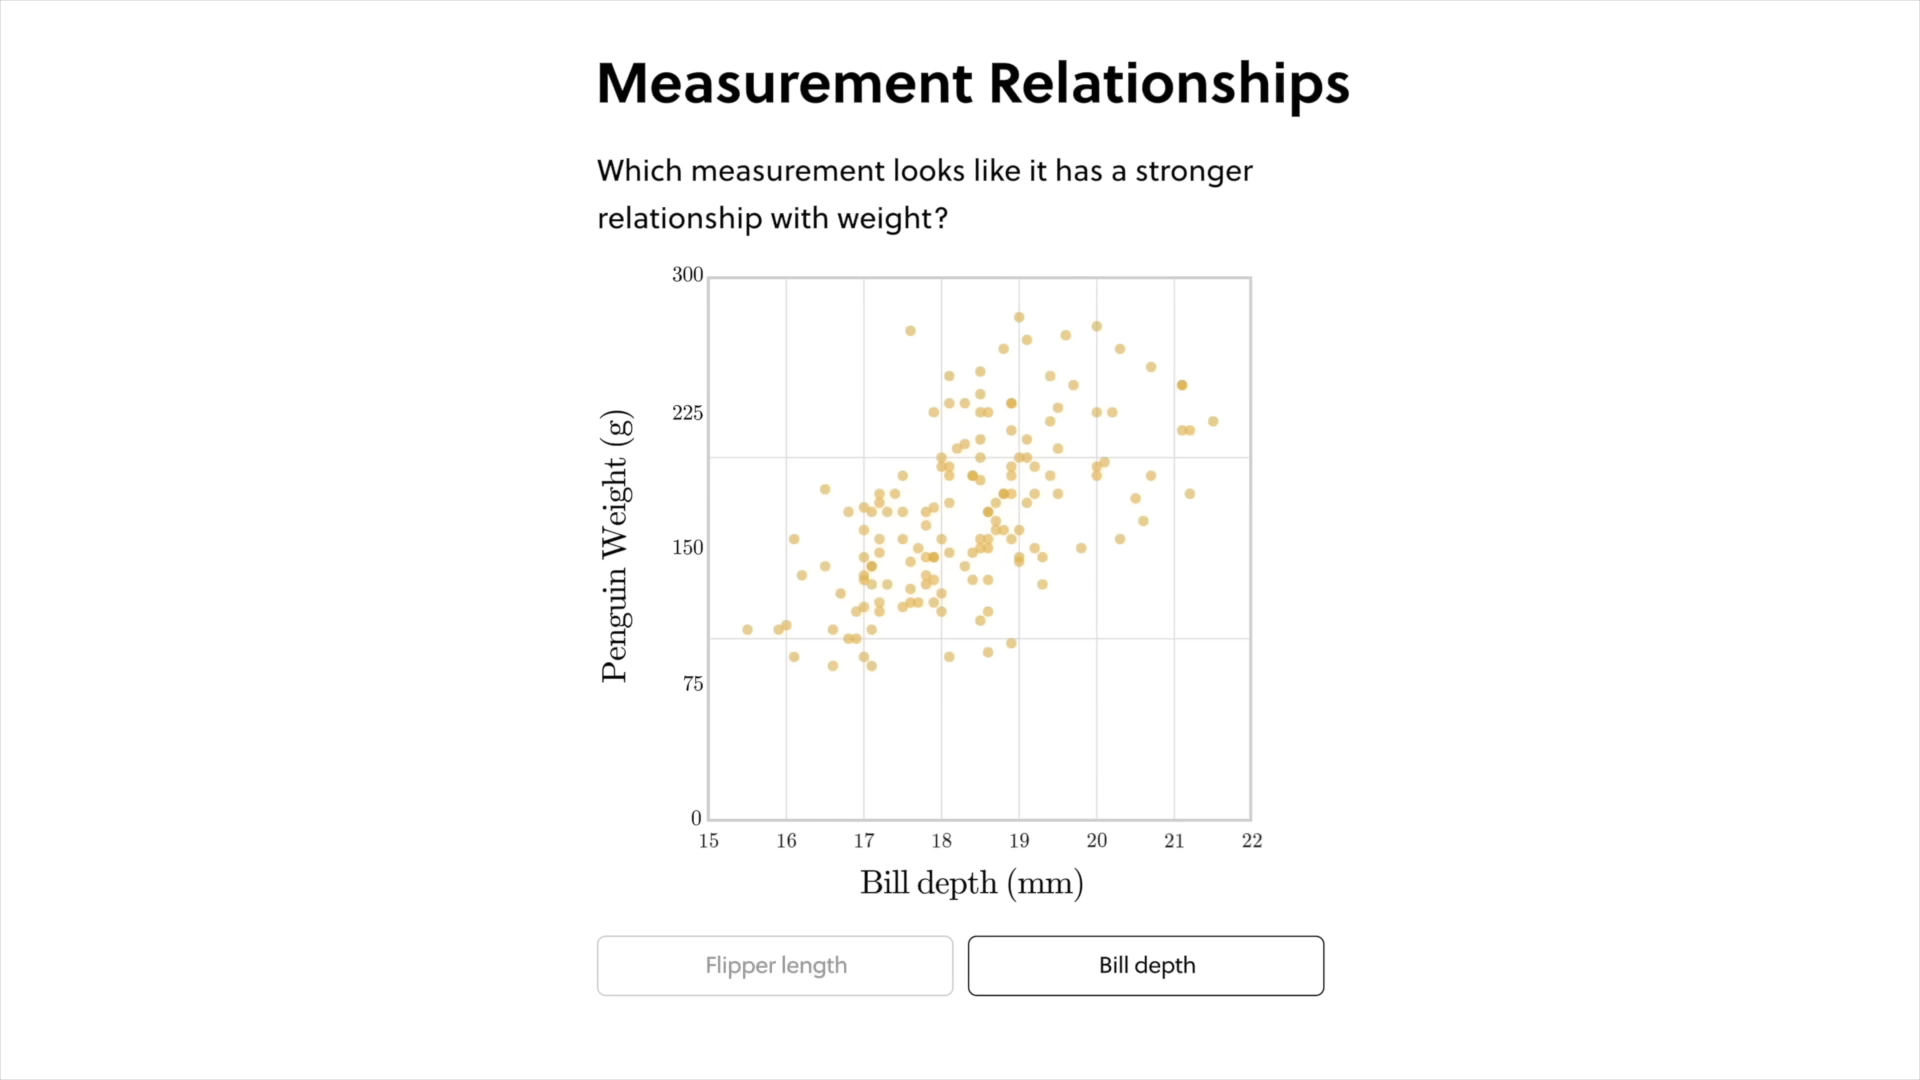 Measurement Relationships
Which measurement looks like it has a stronger
relationship with weight?
300
225
150
75
0
Penguin Weight (g)
15 16 17 18 19 20 21 22
Bill depth (mm)
Flipper length
Bill depth